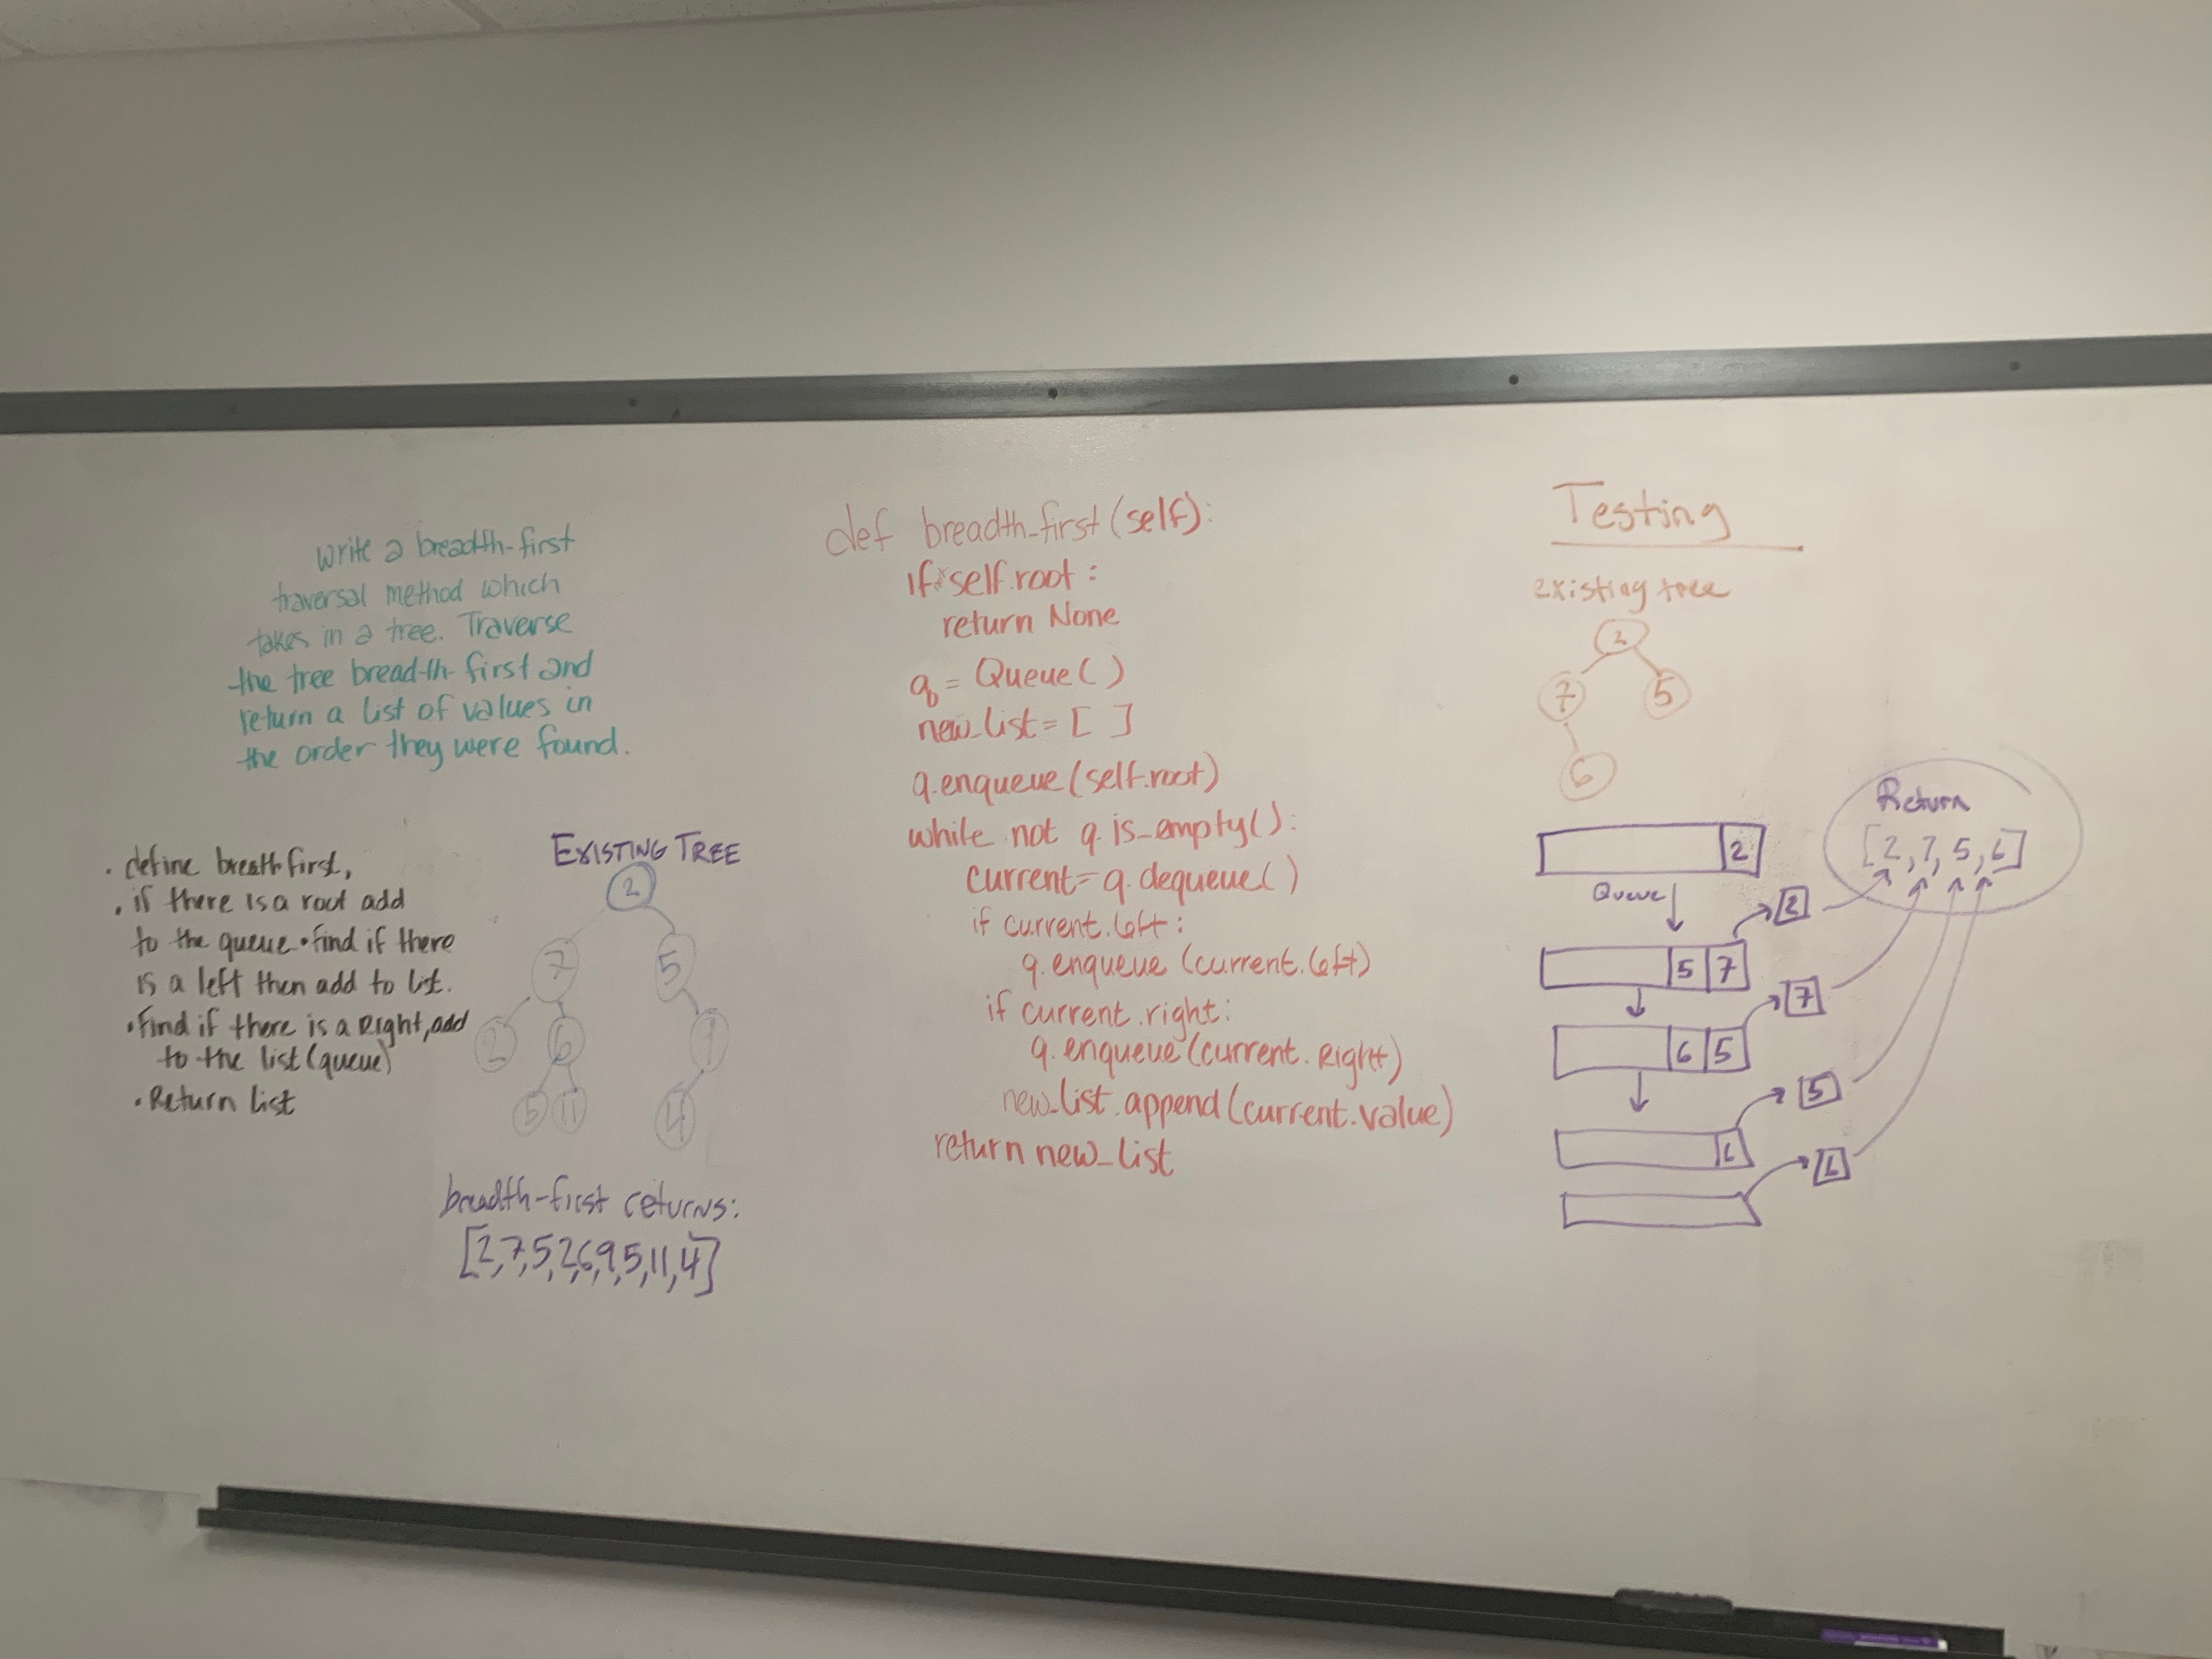 write a breadth-first
traversal method which
takes in a tree. Traverse
the tree breadth-first and
return a list of values in
the order they were found.
. define breath first,
. if there is a root add
to the queue • find if there
is a left then add to list.
• find if there is a Right, add
to the list (queue)
• Return list
EXISTING TREE
2
7
5
2
6
9
5
11
4
breadth-first returns:
[2,7,5,2,6,9,5,11,4]
def breadth_first(self):
if self.root:
return None
q = Queue()
new_list = [ ]
q.enqueue(self.root)
while not q.is_empty():
current = q.dequeue()
if current.left:
q.enqueue(current.left)
if current.right:
q.enqueue(current.Right)
new_list.append(current.value)
return new_list
Testing
existing tree
2
7
5
6
Return
[2, 7, 5, 6]
2
Queue
2
5 7
7
6 5
5
6
6